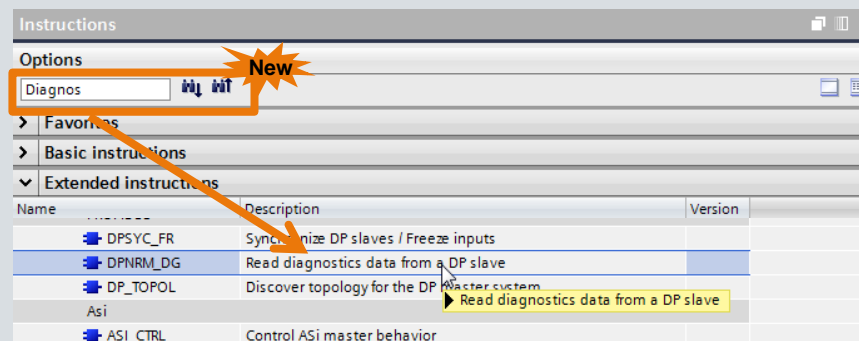 Instructions
Options
New
Diagnos
Favorites
Basic instructions
Extended instructions
Name Description Version
DPSYC_FR Synchronize DP slaves / Freeze inputs
DPNRM_DG Read diagnostics data from a DP slave
DP_TOPOL Discover topology for the DP master system
Read diagnostics data from a DP slave
Asi
ASI_CTRL Control ASi master behavior